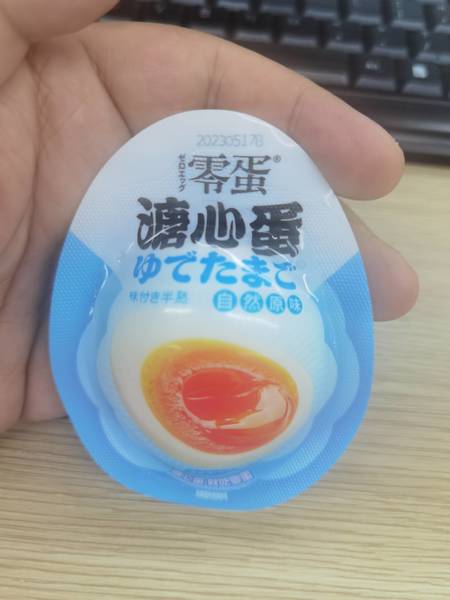 20230517B
ゼロエッグ
零蛋®
溏心蛋
ゆでたまご
味付き半熟 自然原味